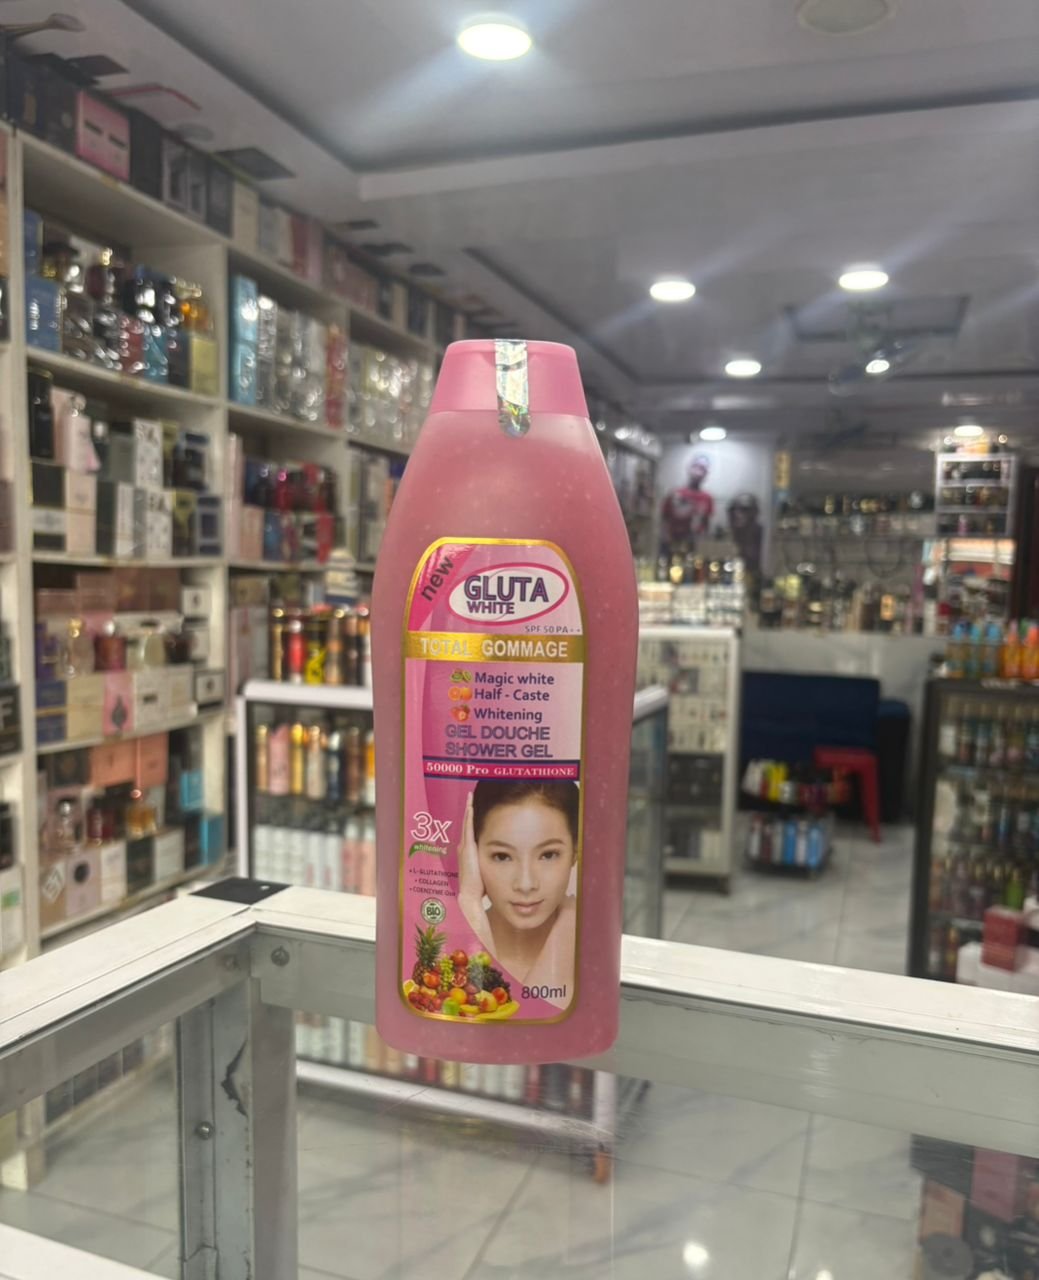 new
GLUTA
WHITE
SPF 50 PA++
TOTAL GOMMAGE
Magic white
Half - Caste
Whitening
GEL DOUCHE
SHOWER GEL
50000 Pro GLUTATHIONE
3x
whitening
• L-GLUTATHIONE
• COLLAGEN
• COENZYME Q10
BIO
800ml